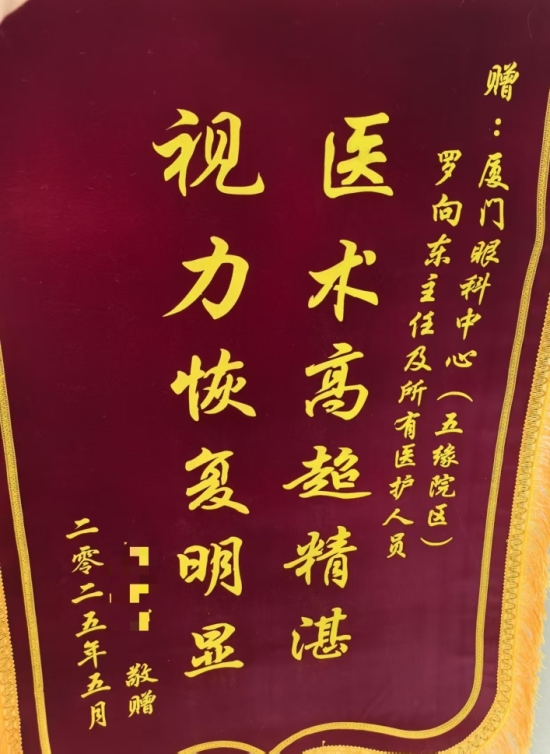 赠：厦门眼科中心（五缘院区）
罗向东主任及所有医护人员
医术高超精湛
视力恢复明显
敬赠
二零二五年五月